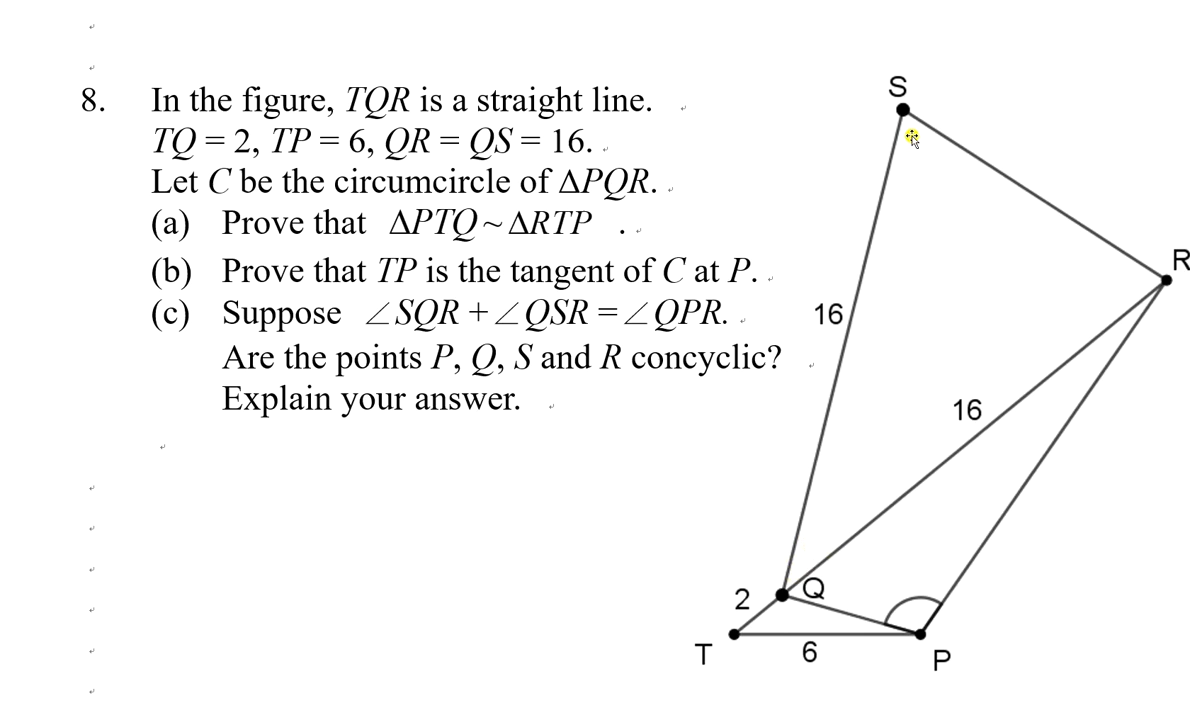 8. In the figure, TQR is a straight line.
TQ = 2, TP = 6, QR = QS = 16.
Let C be the circumcircle of ΔPQR.
(a) Prove that ΔPTQ ~ ΔRTP .
(b) Prove that TP is the tangent of C at P.
(c) Suppose ∠SQR + ∠QSR = ∠QPR.
Are the points P, Q, S and R concyclic?
Explain your answer.
S
R
16
16
2
Q
T
6
P